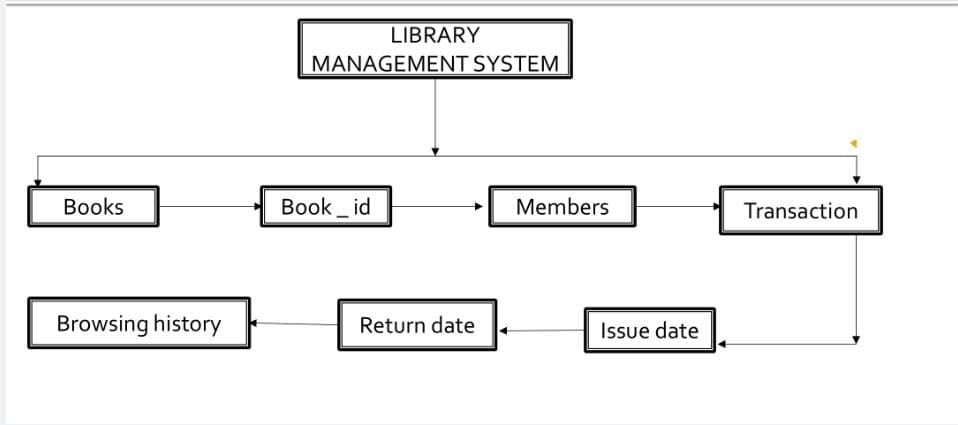 LIBRARY
MANAGEMENT SYSTEM
Books
Book _ id
Members
Transaction
Browsing history
Return date
Issue date